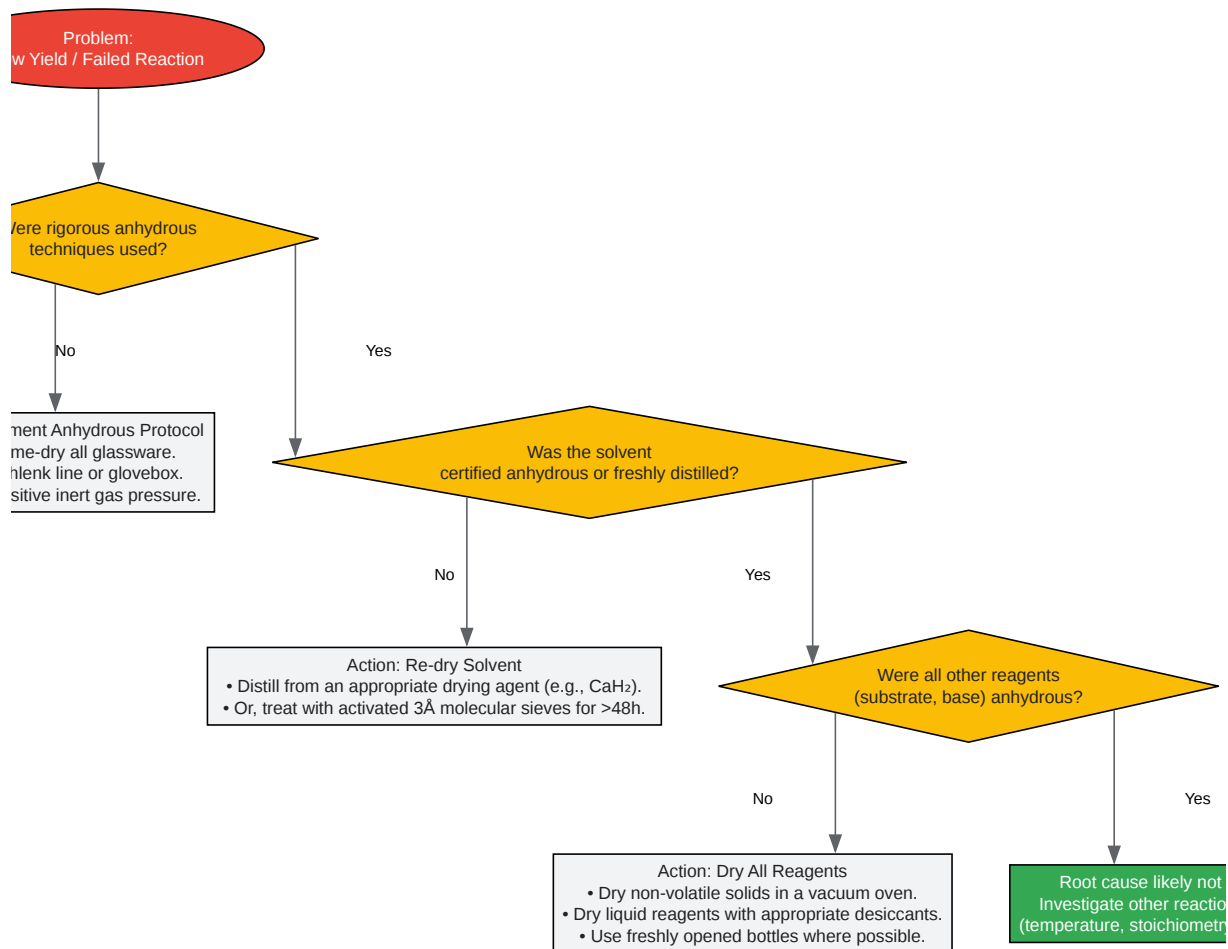 Problem:
w Yield / Failed Reaction
Were rigorous anhydrous
techniques used?
No
Yes
ment Anhydrous Protocol
me-dry all glassware.
hlenk line or glovebox.
sitive inert gas pressure.
Was the solvent
certified anhydrous or freshly distilled?
No
Yes
Action: Re-dry Solvent
• Distill from an appropriate drying agent (e.g., CaH₂).
• Or, treat with activated 3Å molecular sieves for >48h.
Were all other reagents
(substrate, base) anhydrous?
No
Yes
Action: Dry All Reagents
• Dry non-volatile solids in a vacuum oven.
• Dry liquid reagents with appropriate desiccants.
• Use freshly opened bottles where possible.
Root cause likely not
Investigate other reactio
(temperature, stoichiometry